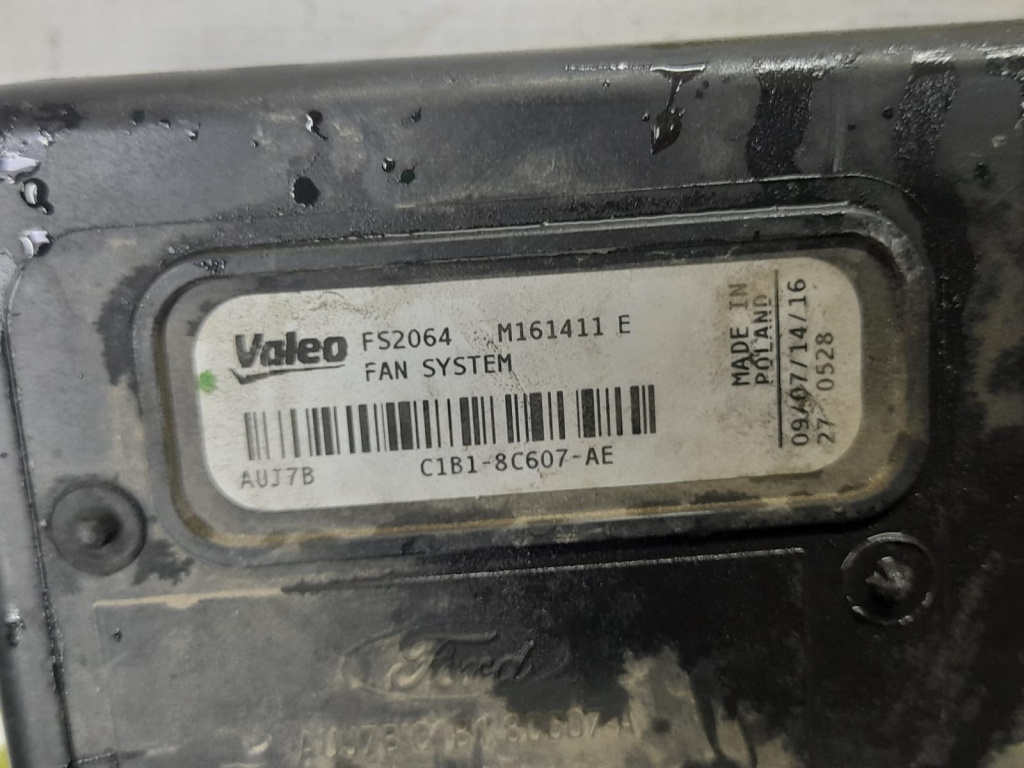 Valeo FS2064 M161411 E
FAN SYSTEM
AUJ7B C1B1-8C607-AE
MADE IN
POLAND
09/07/14/16
27 0528
Ford